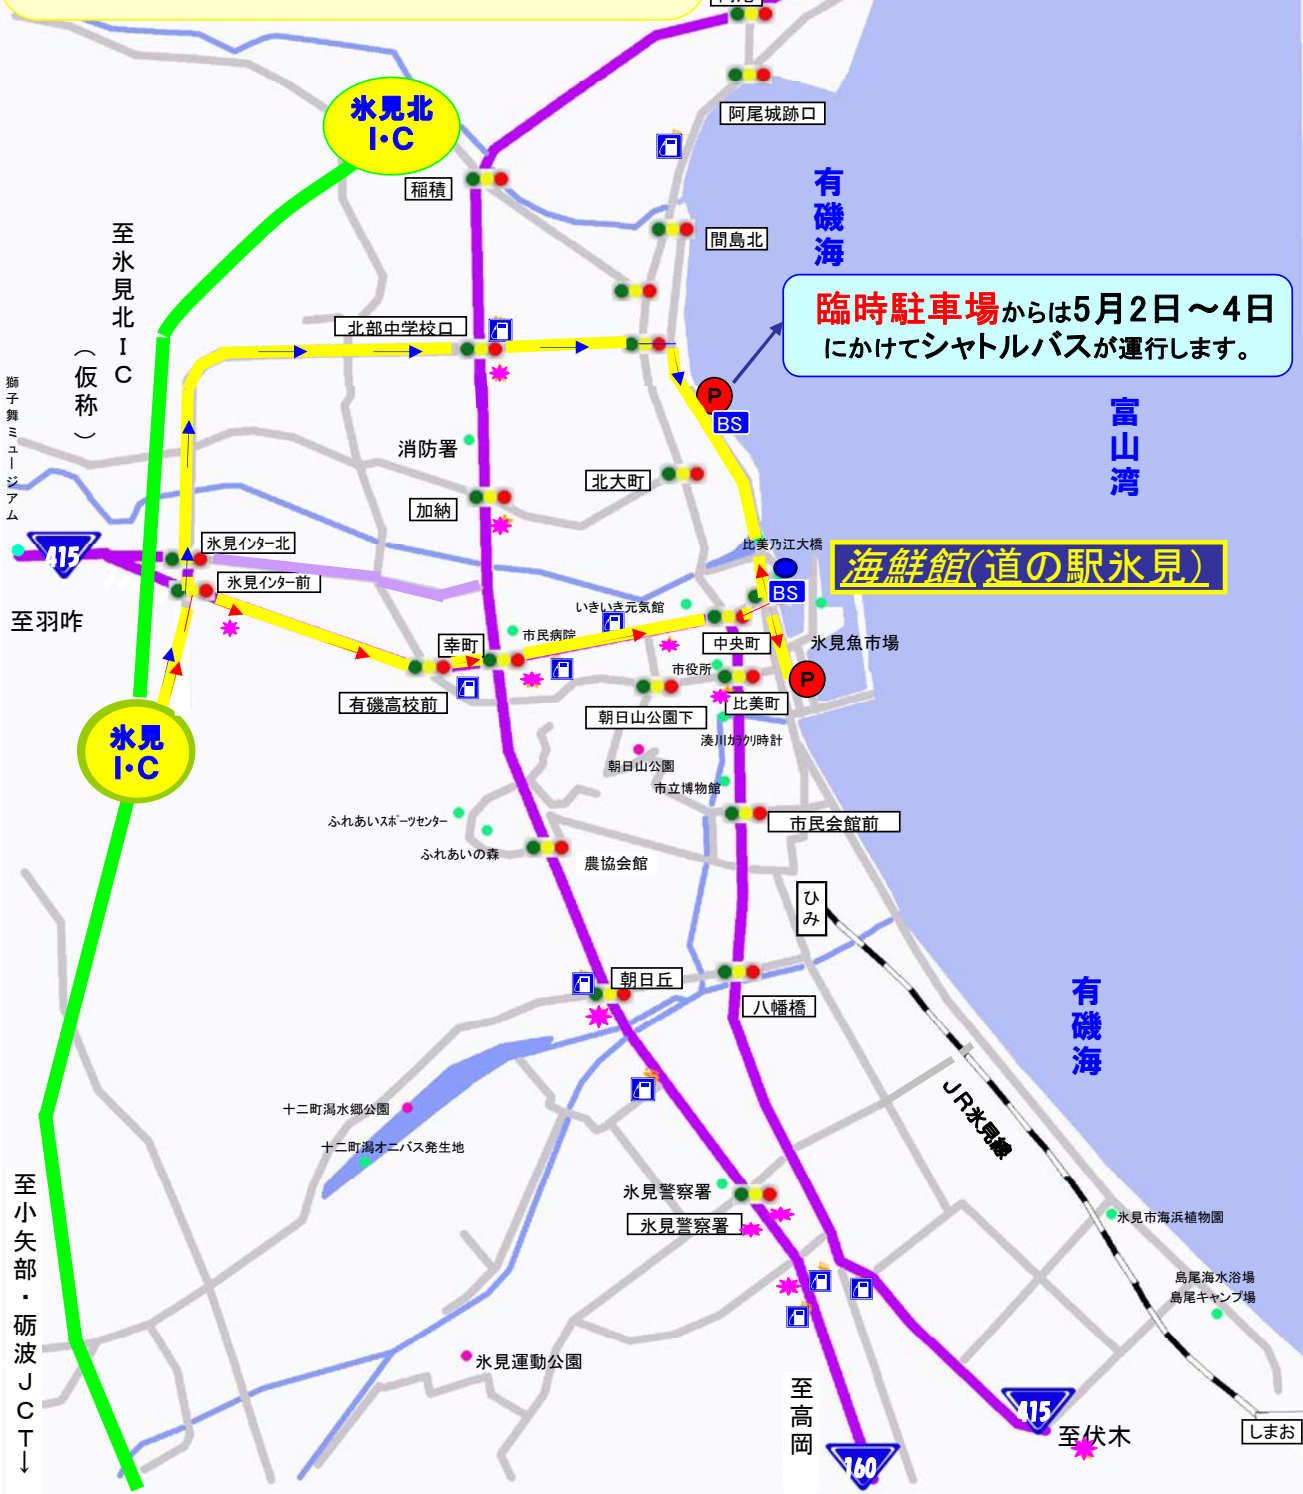 氷見北
I・C
阿尾城跡口
稲積
有磯海
間島北
至氷見北IC
（仮称）
臨時駐車場からは5月2日～4日
にかけてシャトルバスが運行します。
北部中学校口
獅子舞ミュージアム
P
BS
富山湾
消防署
北大町
加納
氷見インター北
415
比美乃江大橋
海鮮館(道の駅氷見)
氷見インター前
BS
至羽咋
いきいき元気館
市民病院
幸町
中央町
氷見魚市場
市役所
P
有磯高校前
比美町
朝日山公園下
氷見
I・C
湊川カラクリ時計
朝日山公園
市立博物館
ふれあいスポーツセンター
市民会館前
ふれあいの森
農協会館
ひみ
朝日丘
八幡橋
有磯海
JR氷見線
十二町潟水郷公園
十二町潟オニバス発生地
至小矢部・砺波JCT↓
氷見警察署
氷見警察署
氷見市海浜植物園
島尾海水浴場
島尾キャンプ場
氷見運動公園
至高岡
415
至伏木
しまお
160